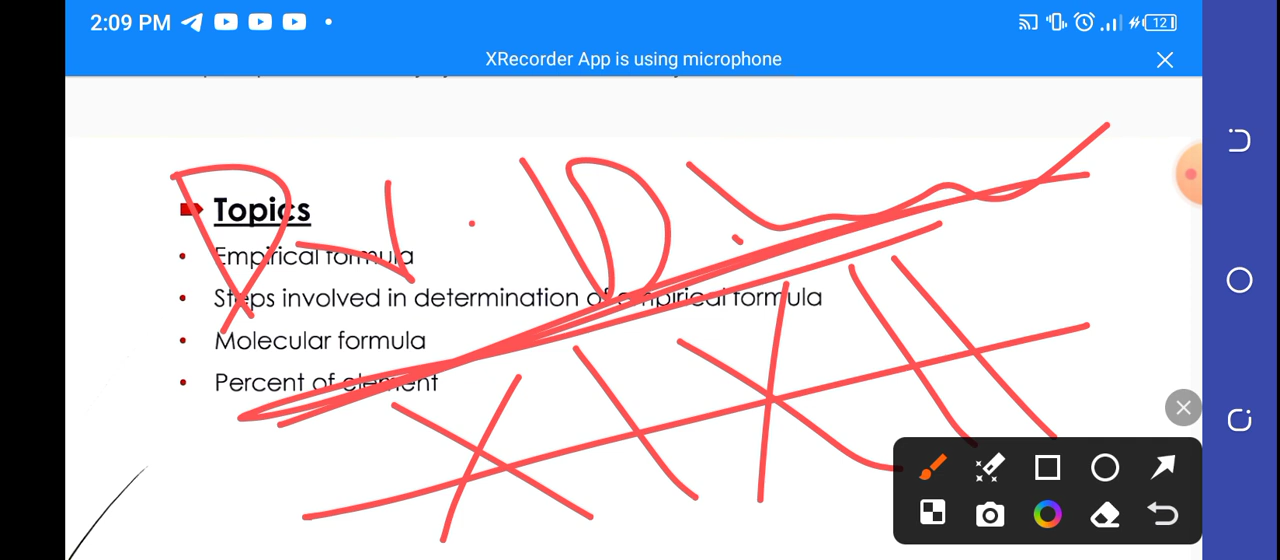 2:09 PM
12
XRecorder App is using microphone
Topics
Empirical formula
Steps involved in determination of empirical formula
Molecular formula
Percent of element